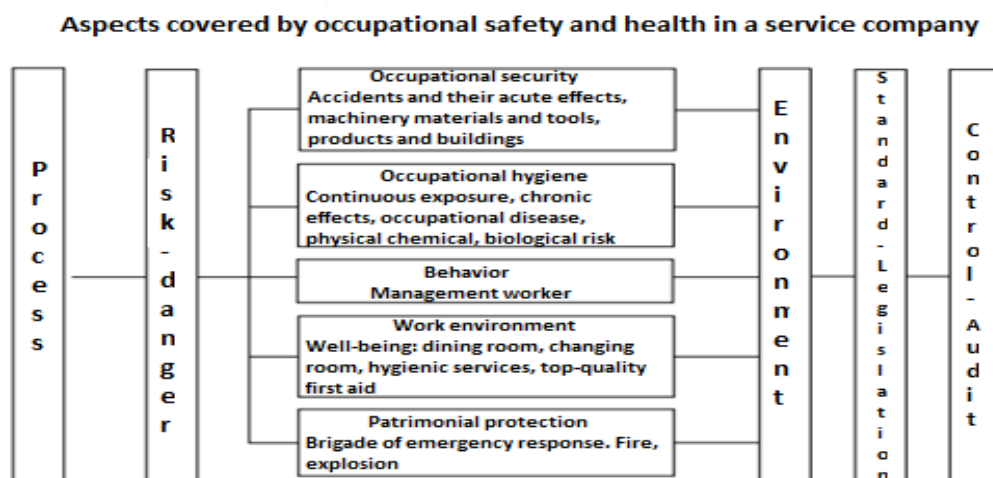 Aspects covered by occupational safety and health in a service company
Process
Risk-danger
Occupational security
Accidents and their acute effects,
machinery materials and tools,
products and buildings
Occupational hygiene
Continuous exposure, chronic
effects, occupational disease,
physical chemical, biological risk
Behavior
Management worker
Work environment
Well-being: dining room, changing
room, hygienic services, top-quality
first aid
Patrimonial protection
Brigade of emergency response. Fire,
explosion
Environment
Standard-Legislation
Control-Audit